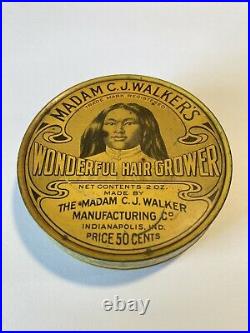 MADAM C.J. WALKER'S
TRADE MARK REGISTERED
WONDERFUL HAIR GROWER
NET CONTENTS 2 OZ.
MADE BY
THE MADAM C.J. WALKER
MANUFACTURING CO
INDIANAPOLIS, IND.
PRICE 50 CENTS